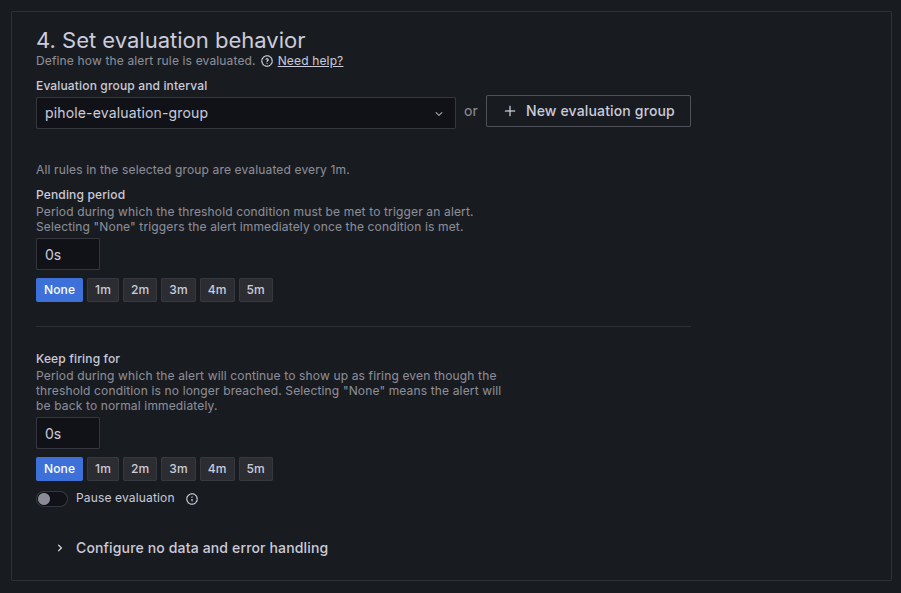 4. Set evaluation behavior
Define how the alert rule is evaluated. Need help?
Evaluation group and interval
pihole-evaluation-group or + New evaluation group
All rules in the selected group are evaluated every 1m.
Pending period
Period during which the threshold condition must be met to trigger an alert.
Selecting "None" triggers the alert immediately once the condition is met.
0s
None 1m 2m 3m 4m 5m
Keep firing for
Period during which the alert will continue to show up as firing even though the
threshold condition is no longer breached. Selecting "None" means the alert will
be back to normal immediately.
0s
None 1m 2m 3m 4m 5m
Pause evaluation
Configure no data and error handling